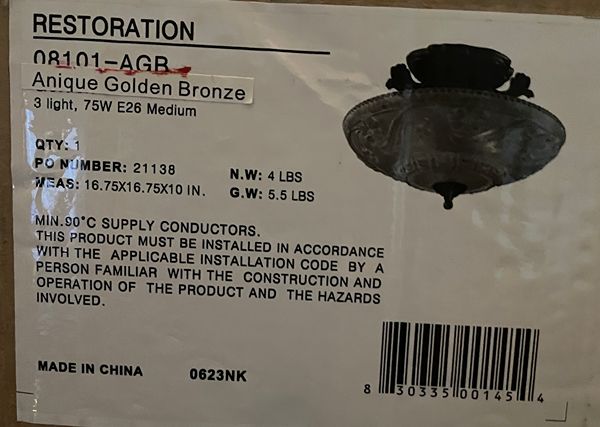 RESTORATION
08101-AGB
Anique Golden Bronze
3 light, 75W E26 Medium
QTY: 1
PO NUMBER: 21138
N.W: 4 LBS
MEAS: 16.75X16.75X10 IN.
G.W: 5.5 LBS
MIN.90°C SUPPLY CONDUCTORS.
THIS PRODUCT MUST BE INSTALLED IN ACCORDANCE
WITH THE APPLICABLE INSTALLATION CODE BY A
PERSON FAMILIAR WITH THE CONSTRUCTION AND
OPERATION OF THE PRODUCT AND THE HAZARDS
INVOLVED.
MADE IN CHINA
0623NK
8 30335 00145 4